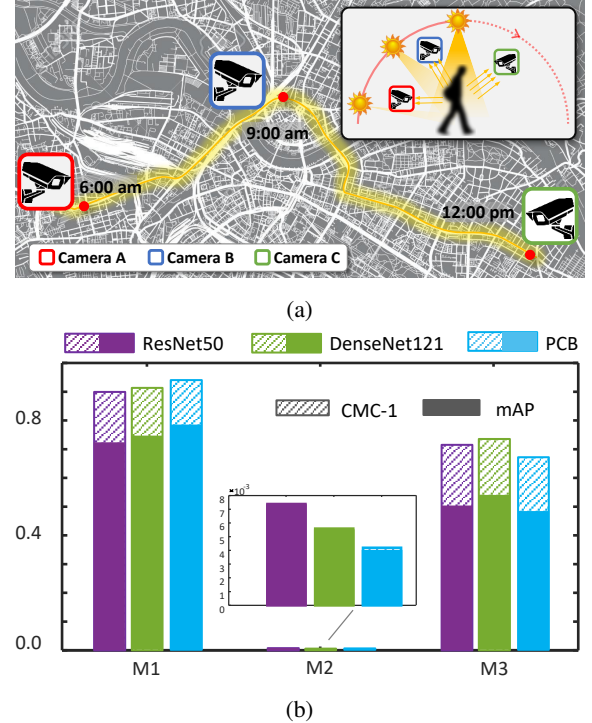 9:00 am
6:00 am
12:00 pm
Camera A Camera B Camera C
(a)
ResNet50 DenseNet121 PCB
CMC-1 mAP
0.8
0.4
0.0
×10⁻³
8
7
6
5
4
3
2
1
0
M1 M2 M3
(b)